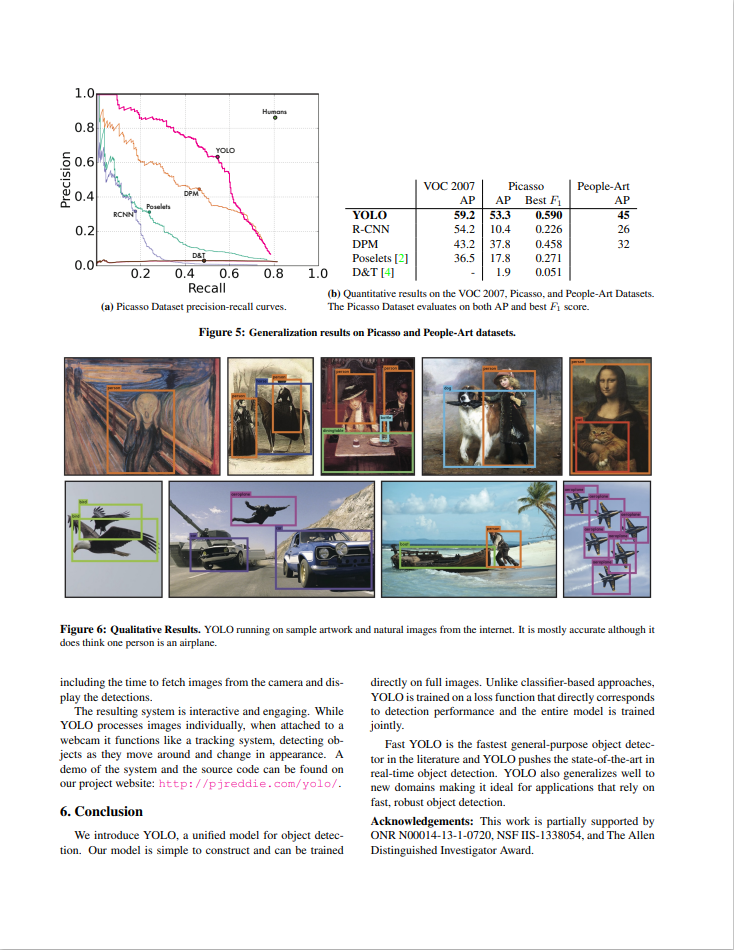 1.0
0.8
0.6
0.4
0.2
0.0
Precision
Humans
YOLO
DPM
Poselets
RCNN
D&T
0.2 0.4 0.6 0.8 1.0
Recall
(a) Picasso Dataset precision-recall curves.
VOC 2007 Picasso People-Art
AP AP Best F1 AP
YOLO 59.2 53.3 0.590 45
R-CNN 54.2 10.4 0.226 26
DPM 43.2 37.8 0.458 32
Poselets [2] 36.5 17.8 0.271
D&T [4] - 1.9 0.051
(b) Quantitative results on the VOC 2007, Picasso, and People-Art Datasets.
The Picasso Dataset evaluates on both AP and best F1 score.
Figure 5: Generalization results on Picasso and People-Art datasets.
Figure 6: Qualitative Results. YOLO running on sample artwork and natural images from the internet. It is mostly accurate although it
does think one person is an airplane.
including the time to fetch images from the camera and dis-
play the detections.
The resulting system is interactive and engaging. While
YOLO processes images individually, when attached to a
webcam it functions like a tracking system, detecting ob-
jects as they move around and change in appearance. A
demo of the system and the source code can be found on
our project website: http://pjreddie.com/yolo/.
6. Conclusion
We introduce YOLO, a unified model for object detec-
tion. Our model is simple to construct and can be trained
directly on full images. Unlike classifier-based approaches,
YOLO is trained on a loss function that directly corresponds
to detection performance and the entire model is trained
jointly.
Fast YOLO is the fastest general-purpose object detec-
tor in the literature and YOLO pushes the state-of-the-art in
real-time object detection. YOLO also generalizes well to
new domains making it ideal for applications that rely on
fast, robust object detection.
Acknowledgements: This work is partially supported by
ONR N00014-13-1-0720, NSF IIS-1338054, and The Allen
Distinguished Investigator Award.